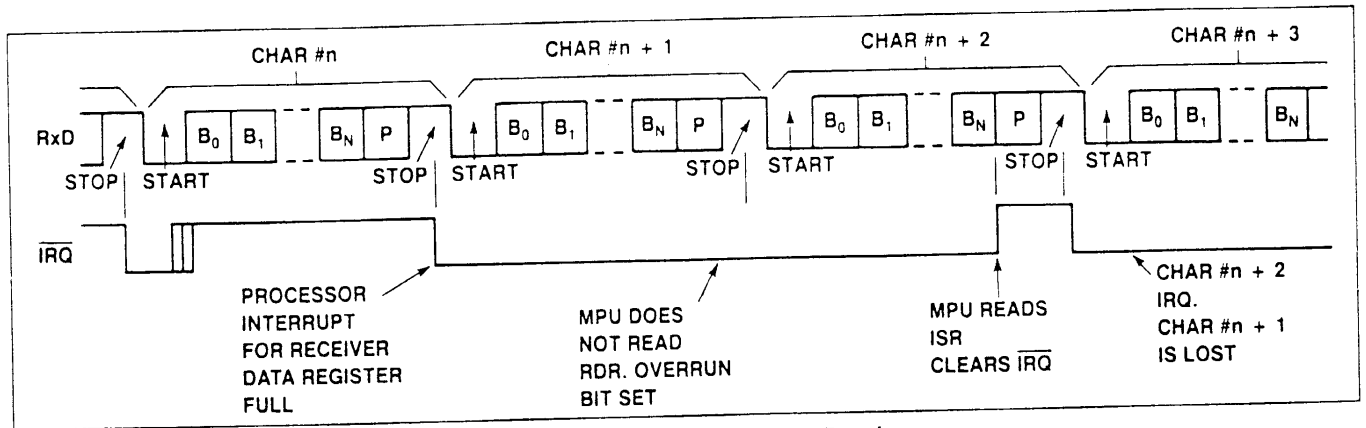 CHAR #n
CHAR #n + 1
CHAR #n + 2
CHAR #n + 3
RxD
B0 B1 BN P B0 B1 BN P B0 B1 BN P B0 B1 BN
STOP START STOP START STOP START STOP START
IRQ
PROCESSOR
INTERRUPT
FOR RECEIVER
DATA REGISTER
FULL
MPU DOES
NOT READ
RDR. OVERRUN
BIT SET
MPU READS
ISR
CLEARS IRQ
CHAR #n + 2
IRQ.
CHAR #n + 1
IS LOST